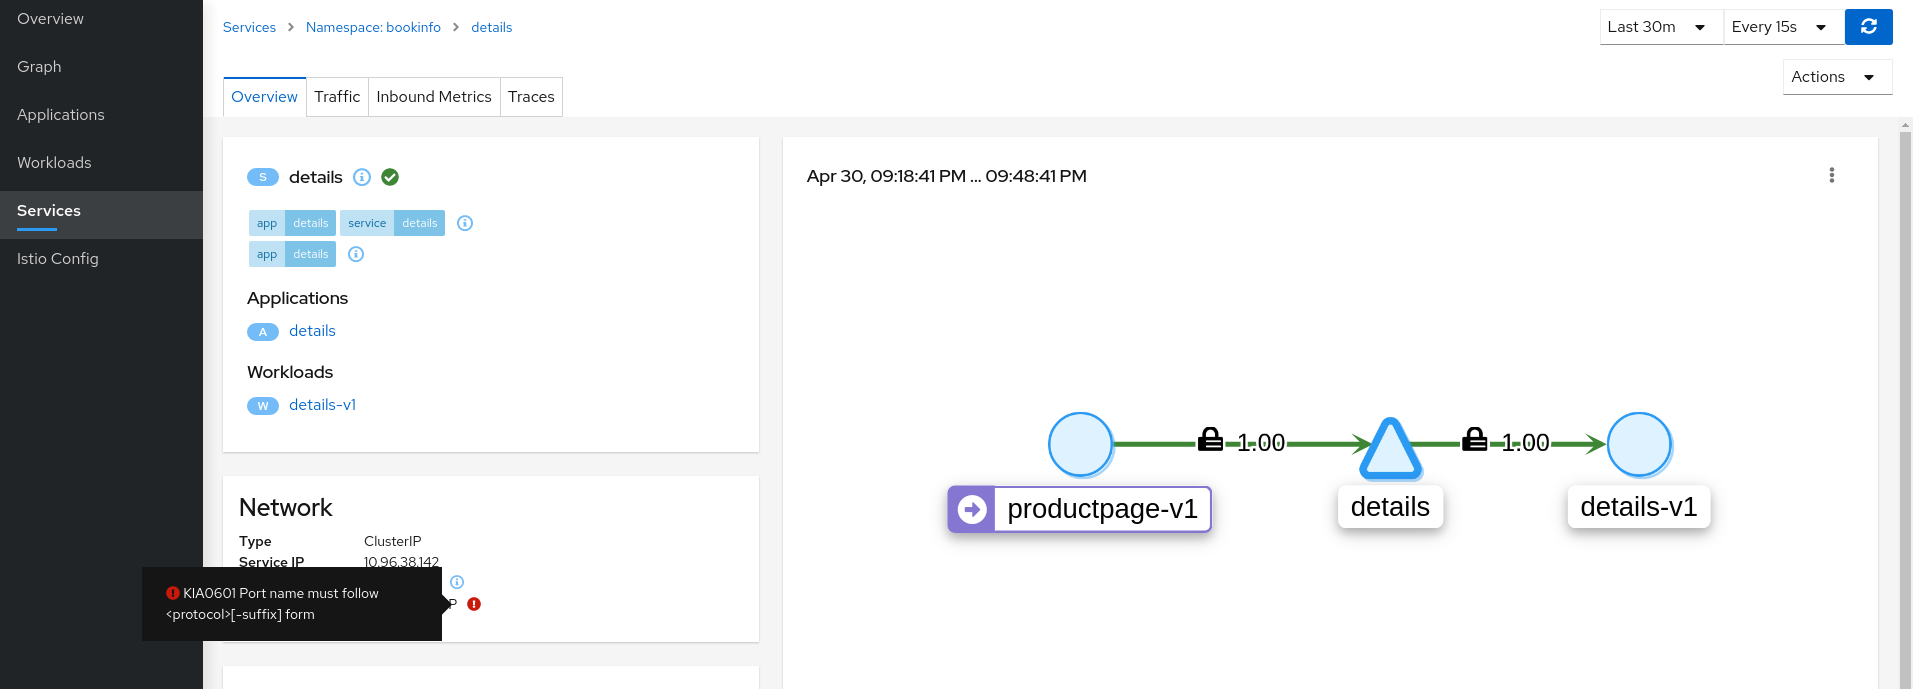 Overview
Graph
Applications
Workloads
Services
Istio Config
Services > Namespace: bookinfo > details
Last 30m
Every 15s
Actions
Overview Traffic Inbound Metrics Traces
S details
app details service details
app details
Applications
A details
Workloads
W details-v1
Network
Type ClusterIP
Service IP 10.96.38.142
KIA0601 Port name must follow
<protocol>[-suffix] form
P
Apr 30, 09:18:41 PM ... 09:48:41 PM
1.00 1.00
productpage-v1 details details-v1